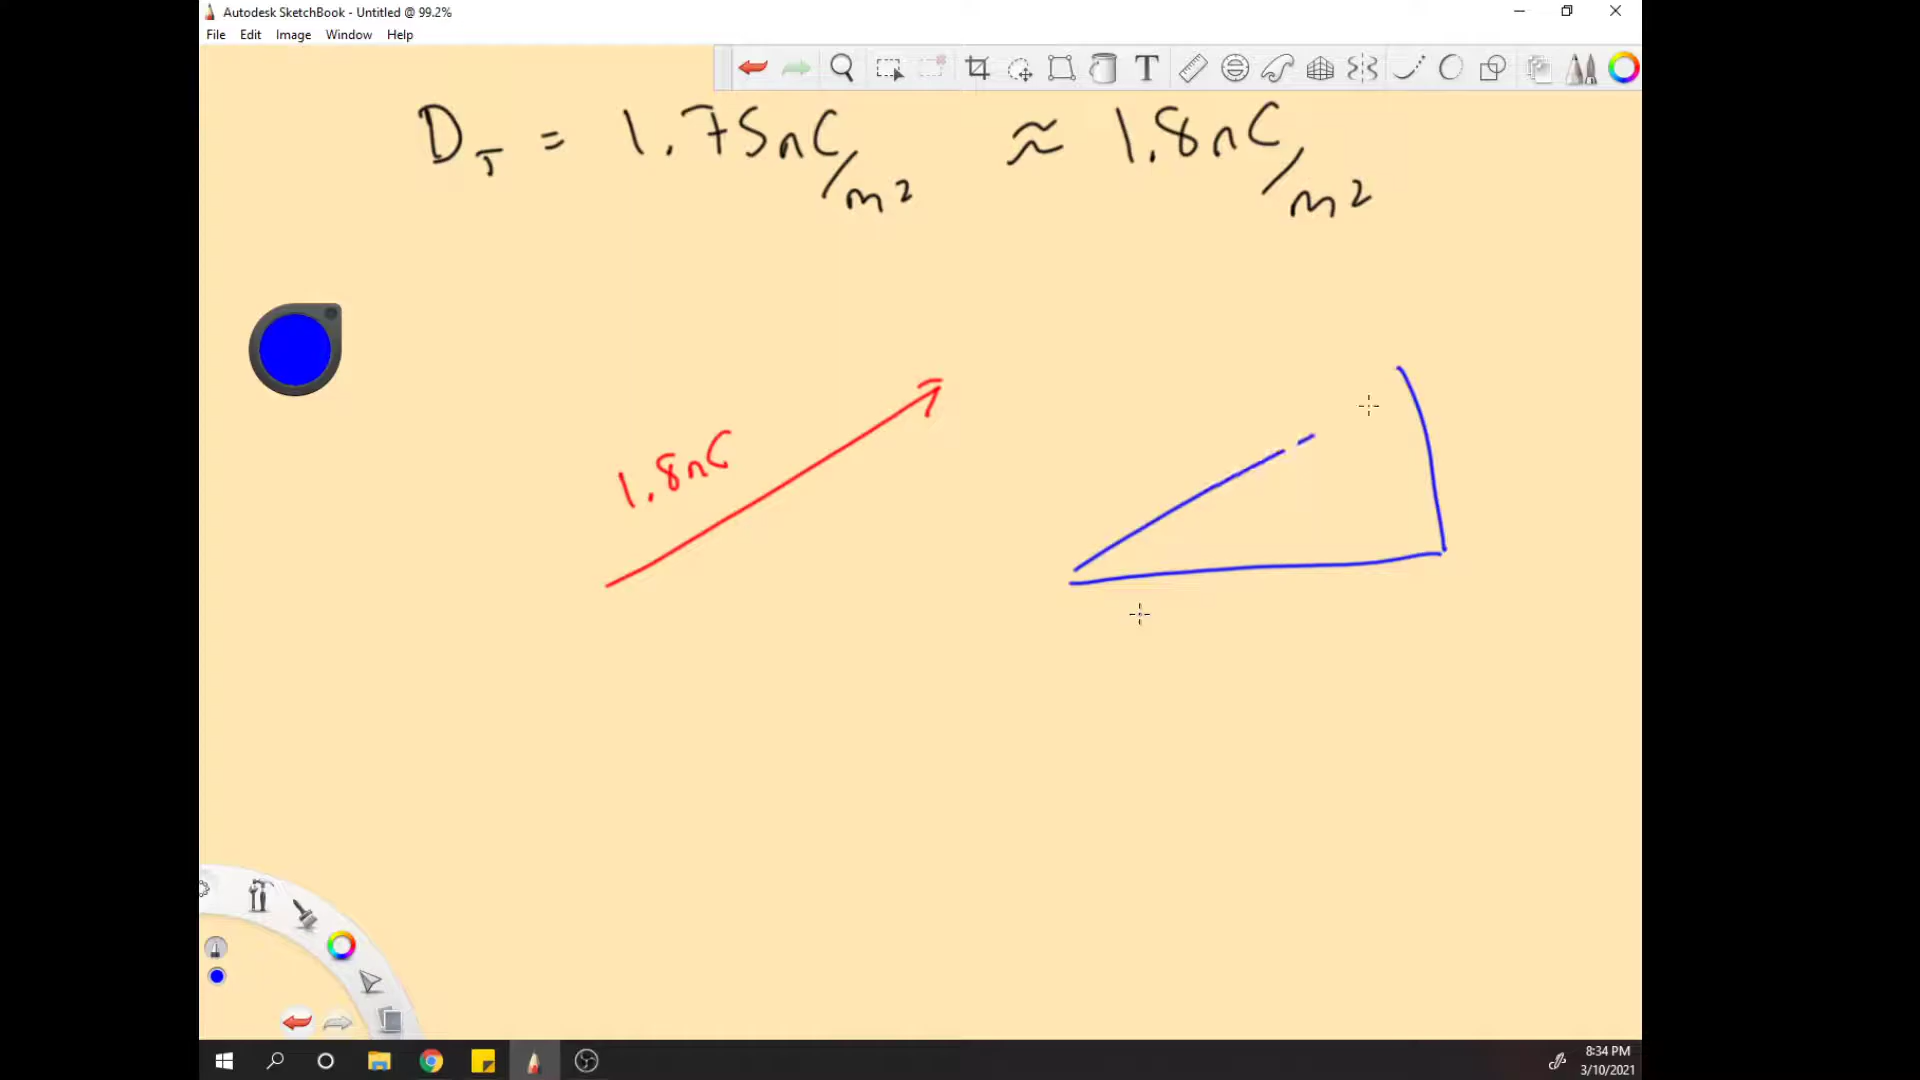 Autodesk SketchBook - Untitled @ 99.2%
File Edit Image Window Help
D_T = 1.75nC/m² ≈ 1.8nC/m²
1.8nC
8:34 PM
3/10/2021